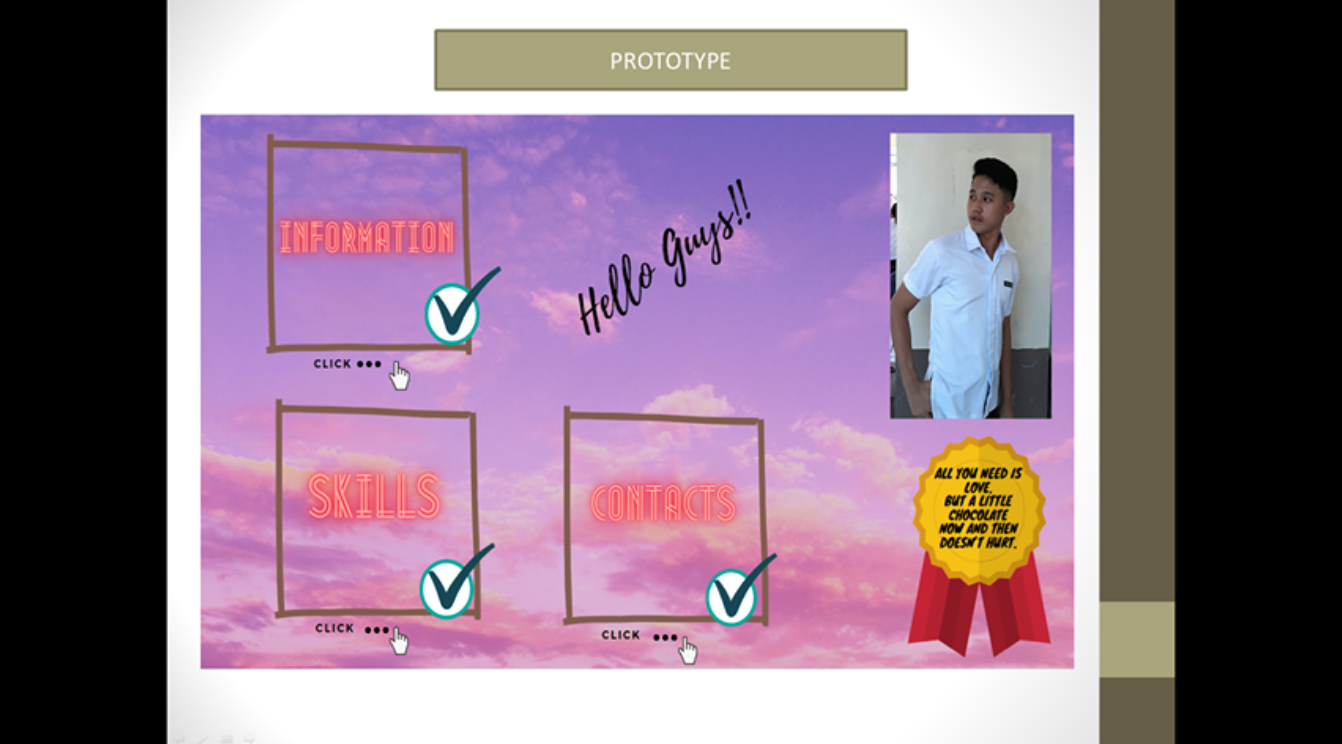 PROTOTYPE
INFORMATION
CLICK •••
Hello Guys!!
SKILLS
CLICK •••
CONTACTS
CLICK •••
ALL YOU NEED IS
LOVE.
BUT A LITTLE
CHOCOLATE
NOW AND THEN
DOESN'T HURT.